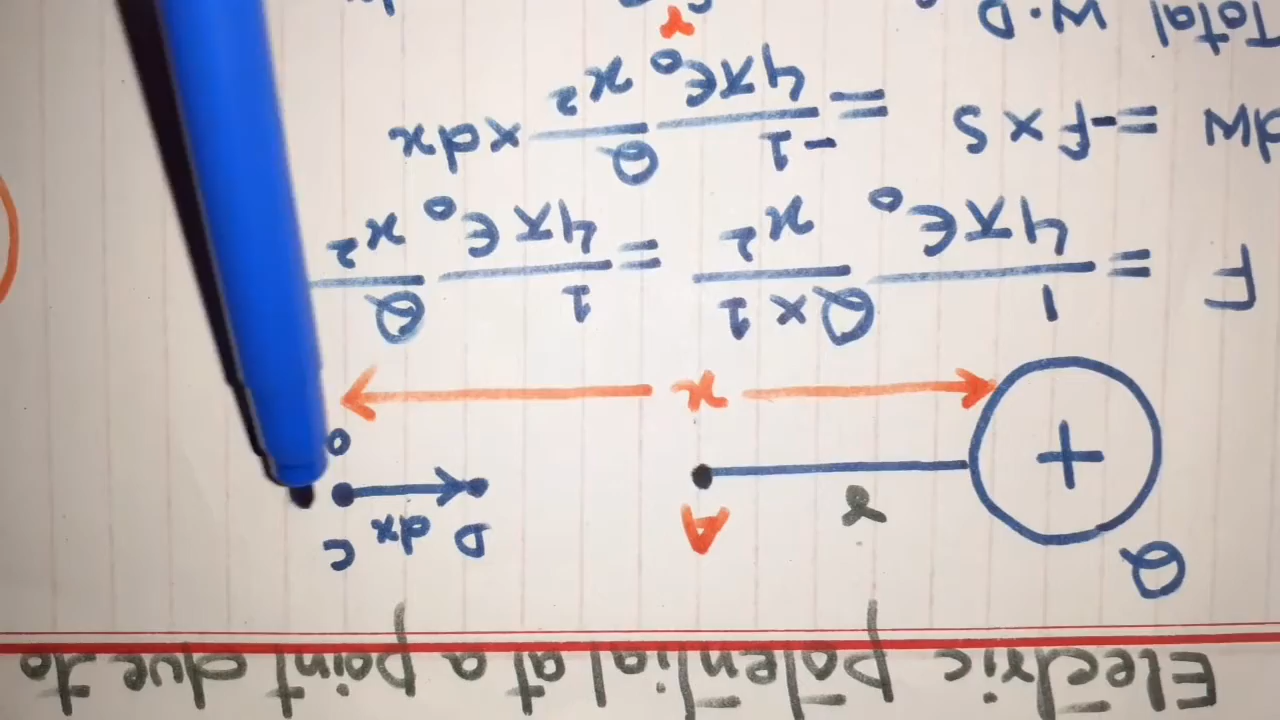 Electric potential at a point due to
Q
r A D dx C
+
o
x
F = 1/4πε₀ Q×1/x² = 1/4πε₀ Q/x²
dW = -F×S = -1/4πε₀ Q/x² ×dx
r
Total W.D